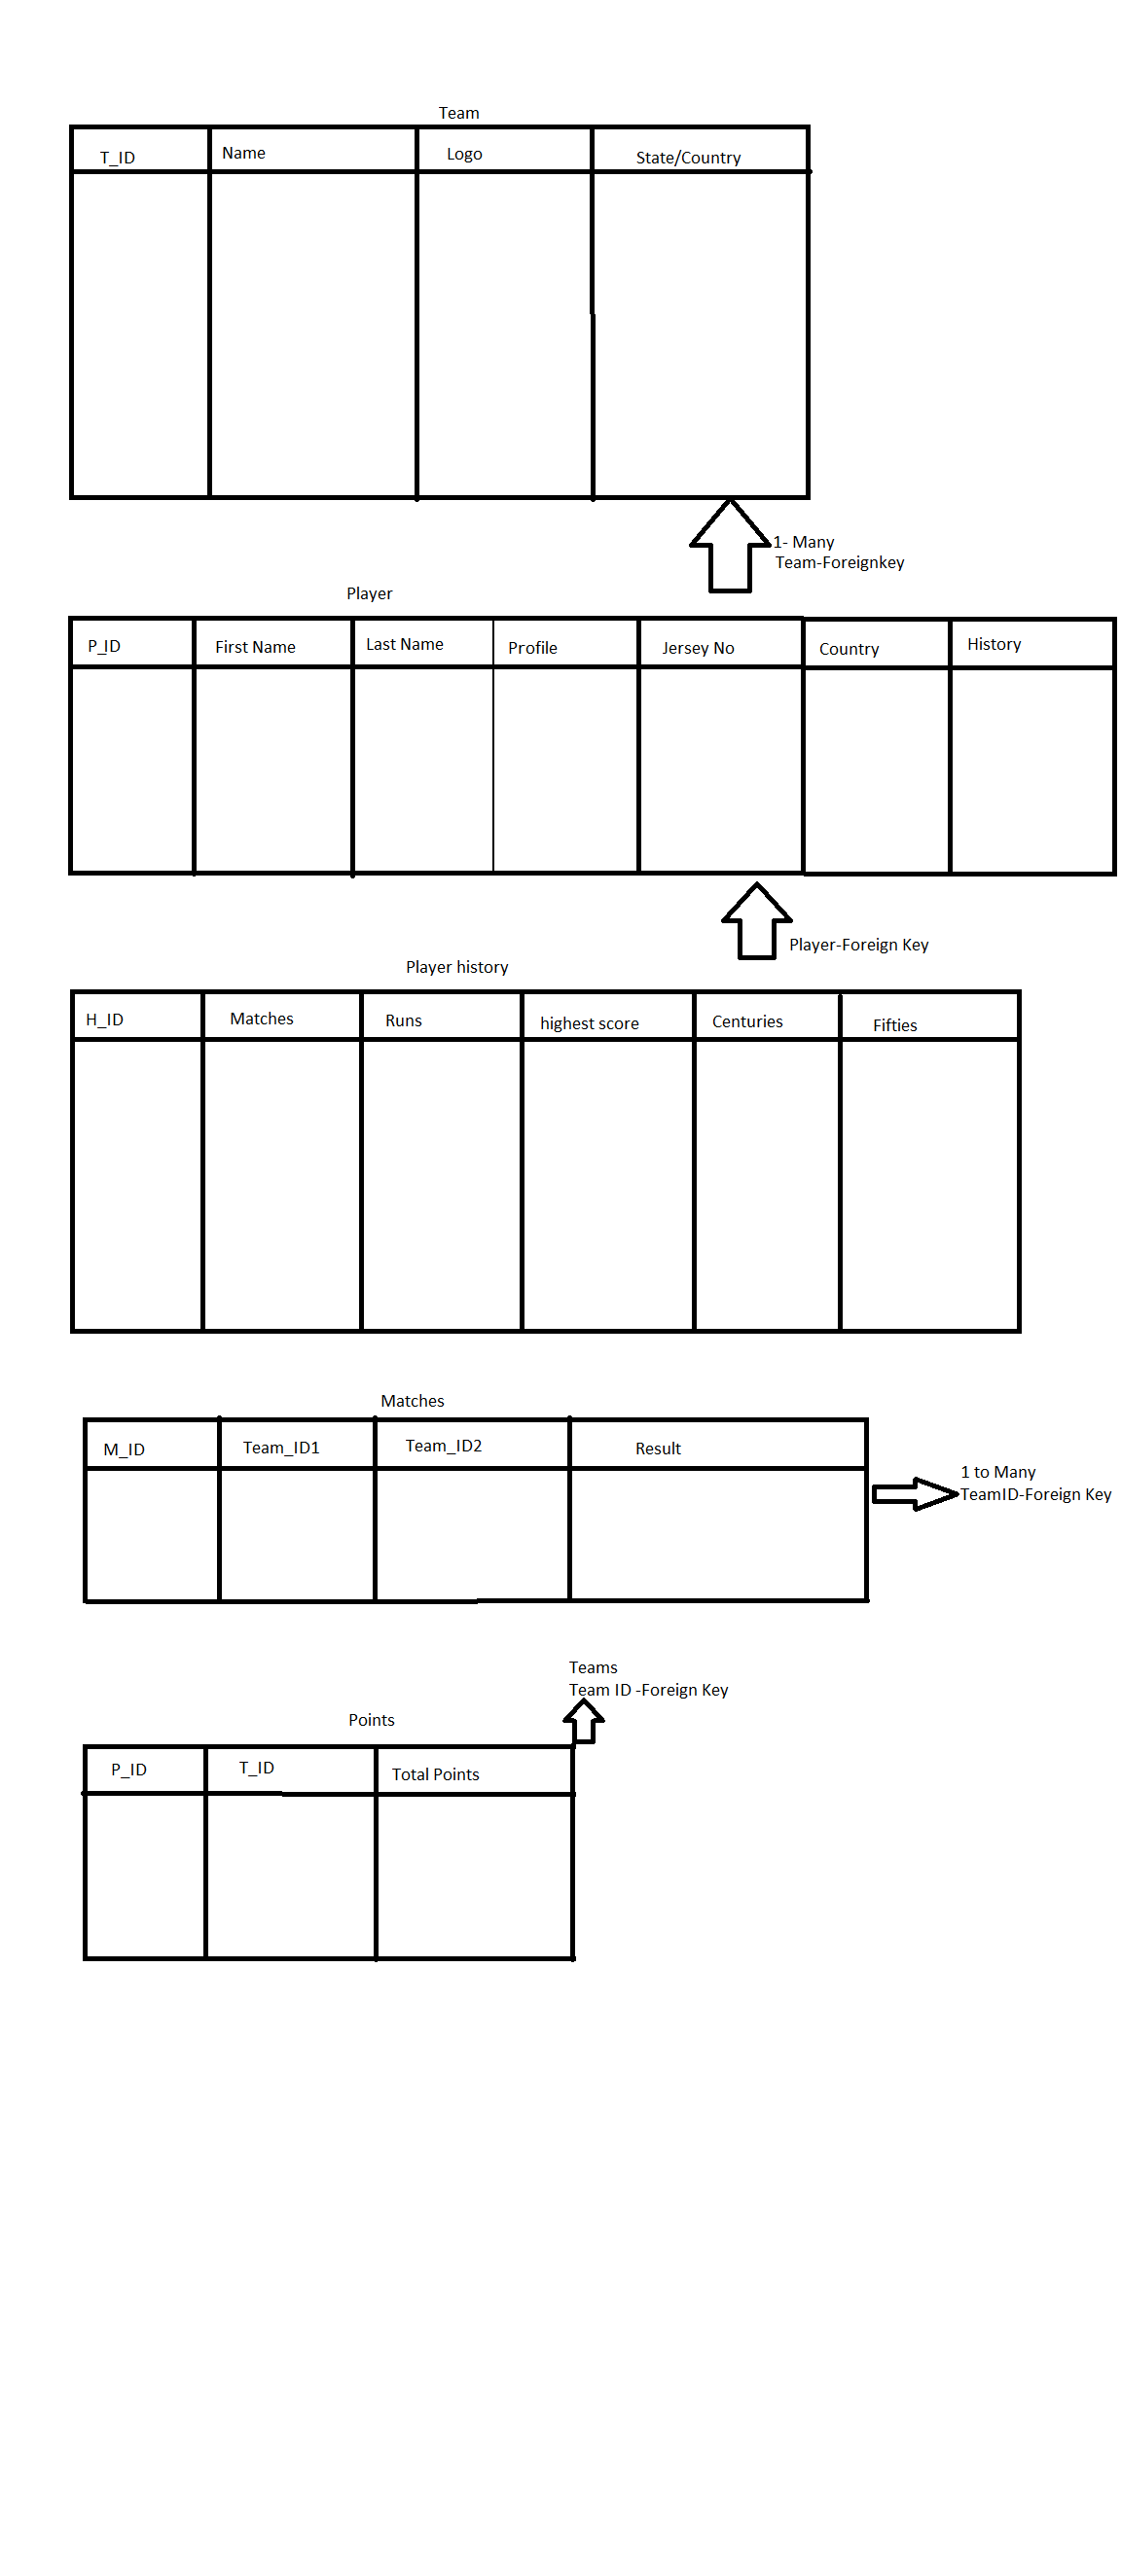 Team
T_ID Name Logo State/Country
1- Many
Team-Foreignkey
Player
P_ID First Name Last Name Profile Jersey No Country History
Player-Foreign Key
Player history
H_ID Matches Runs highest score Centuries Fifties
Matches
M_ID Team_ID1 Team_ID2 Result
1 to Many
TeamID-Foreign Key
Teams
Team ID -Foreign Key
Points
P_ID T_ID Total Points